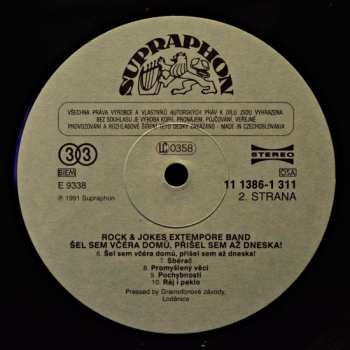 SUPRAPHON
VŠECHNA PRÁVA VÝROBCE A VLASTNÍKŮ AUTORSKÝCH PRÁV K DÍLU JSOU VYHRAZENA.
BEZ SOUHLASU JE VÝROBA KOPIÍ, PRONÁJEM, PŮJČOVÁNÍ, VEŘEJNÉ
PROVOZOVÁNÍ A ROZHLASOVÉ ŠÍŘENÍ TÉTO DESKY ZAKÁZÁNO - MADE IN CZECHOSLOVAKIA
33
LC 0358
STEREO
BIEM
OSA
E 9338
11 1386-1 311
℗ 1991 Supraphon
2. STRANA
ROCK & JOKES EXTEMPORE BAND
ŠEL SEM VČERA DOMŮ, PŘIŠEL SEM AŽ DNESKA!
6. Šel sem včera domů, přišel sem až dneska!
7. Sběrač
8. Promyšlený věci
9. Pochybnosti
10. Ráj i peklo
Pressed by Gramofonové závody,
Loděnice